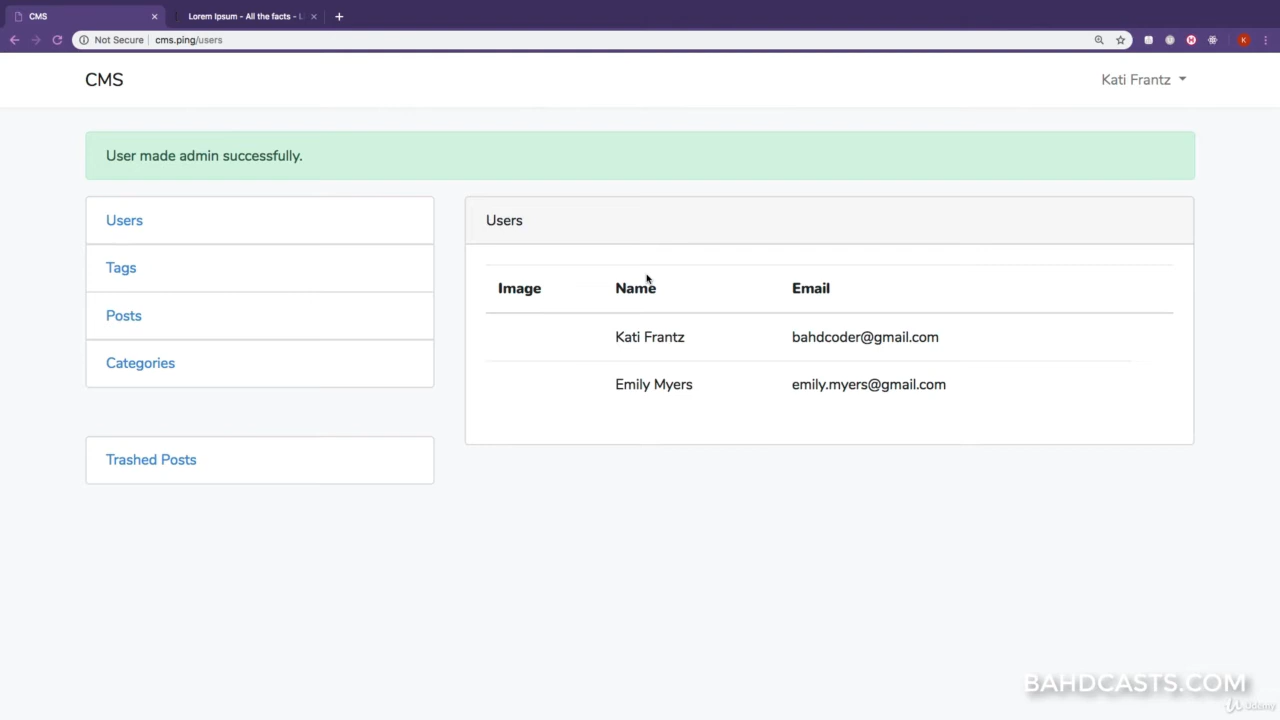 CMS
Lorem Ipsum - All the facts - L
Not Secure
cms.ping/users
K
CMS
Kati Frantz
User made admin successfully.
Users
Tags
Posts
Categories
Trashed Posts
Users
Image Name Email
Kati Frantz bahdcoder@gmail.com
Emily Myers emily.myers@gmail.com
BAHDCASTS.COM
Udemy